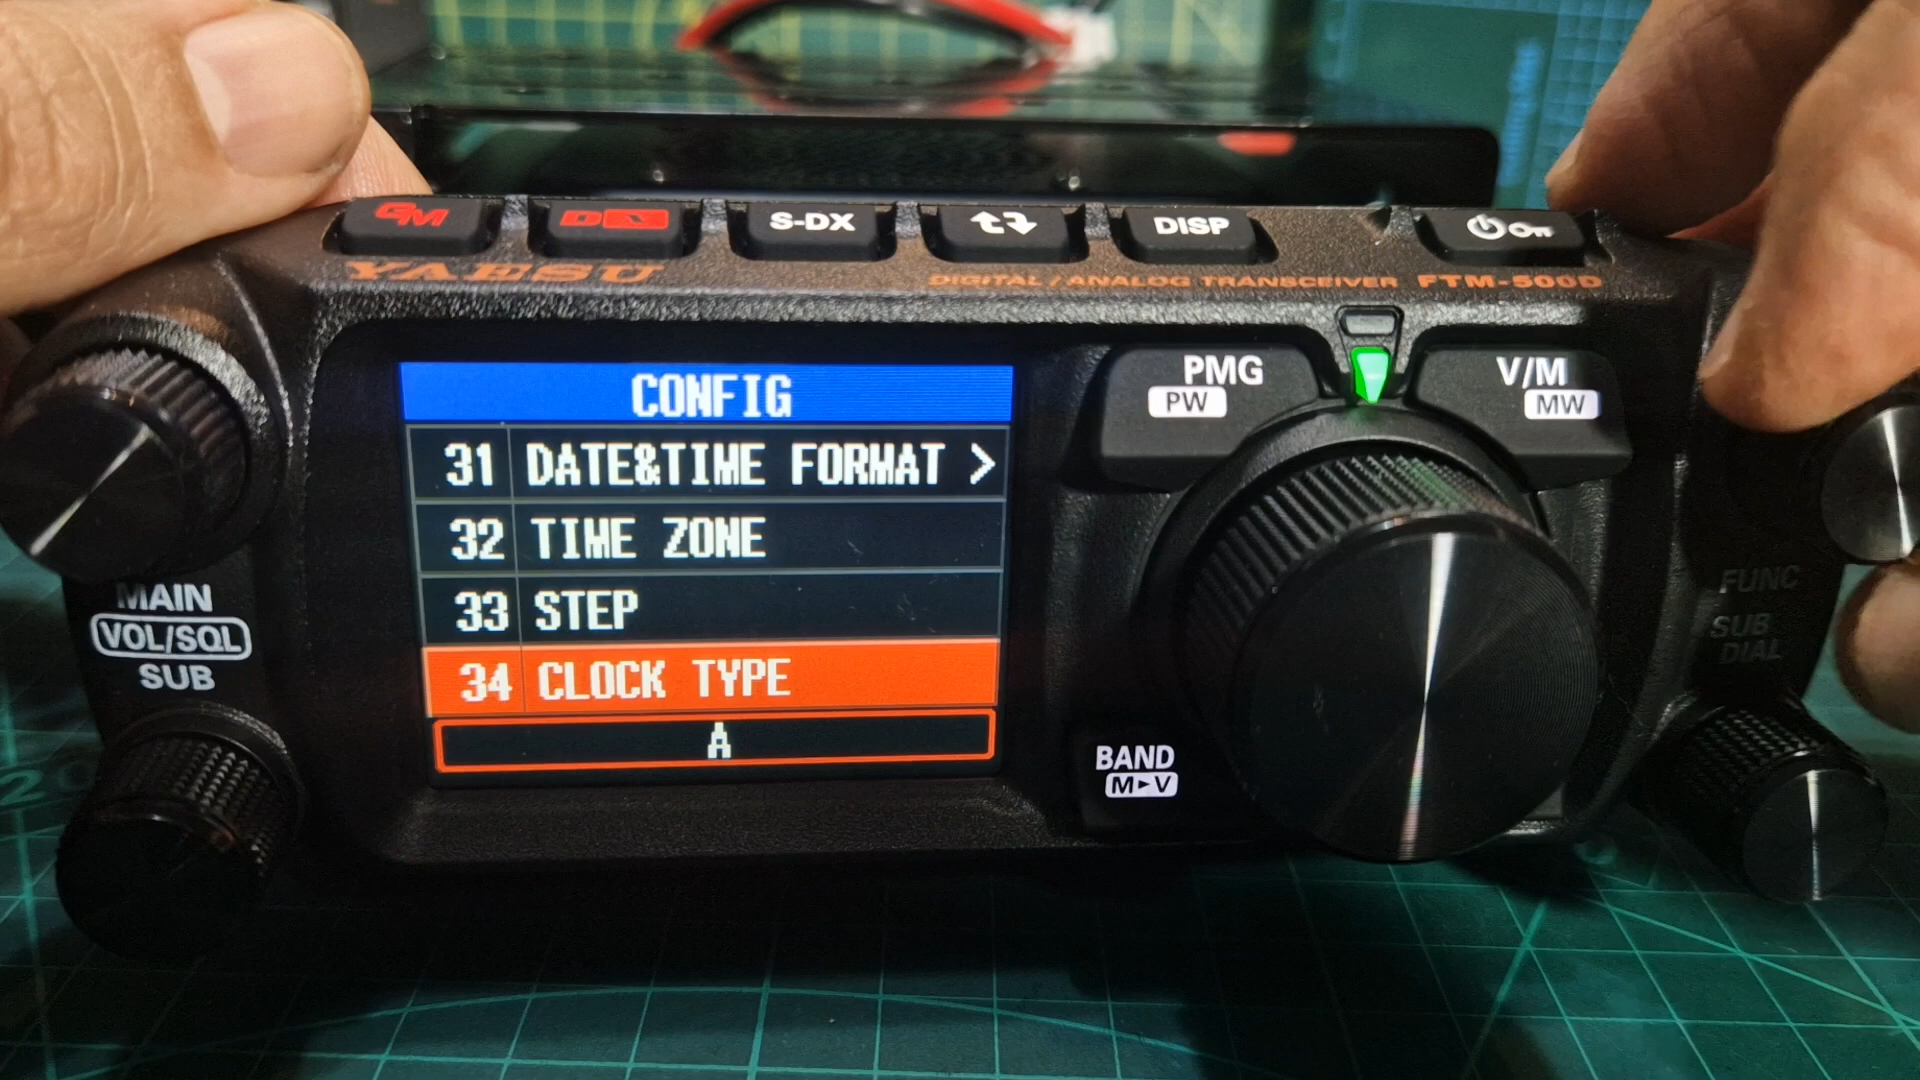 GM
DX
S-DX
DISP
YAESU
DIGITAL / ANALOG TRANSCEIVER FTM-500D
PMG
PW
V/M
MW
CONFIG
31 DATE&TIME FORMAT >
32 TIME ZONE
33 STEP
34 CLOCK TYPE
A
MAIN
VOL/SQL
SUB
FUNC
SUB
DIAL
BAND
M►V